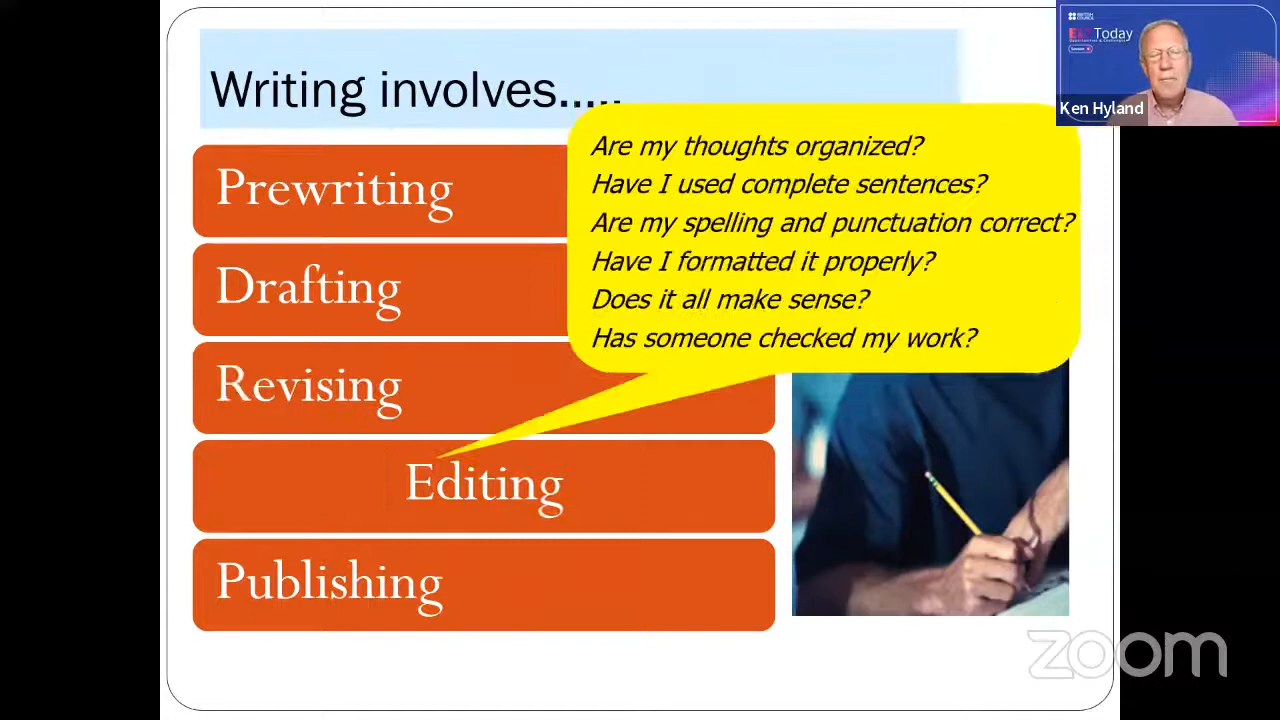 Writing involves.....
Prewriting
Drafting
Revising
Editing
Publishing
Are my thoughts organized?
Have I used complete sentences?
Are my spelling and punctuation correct?
Have I formatted it properly?
Does it all make sense?
Has someone checked my work?
BRITISH
COUNCIL
Today
Ken Hyland
zoom